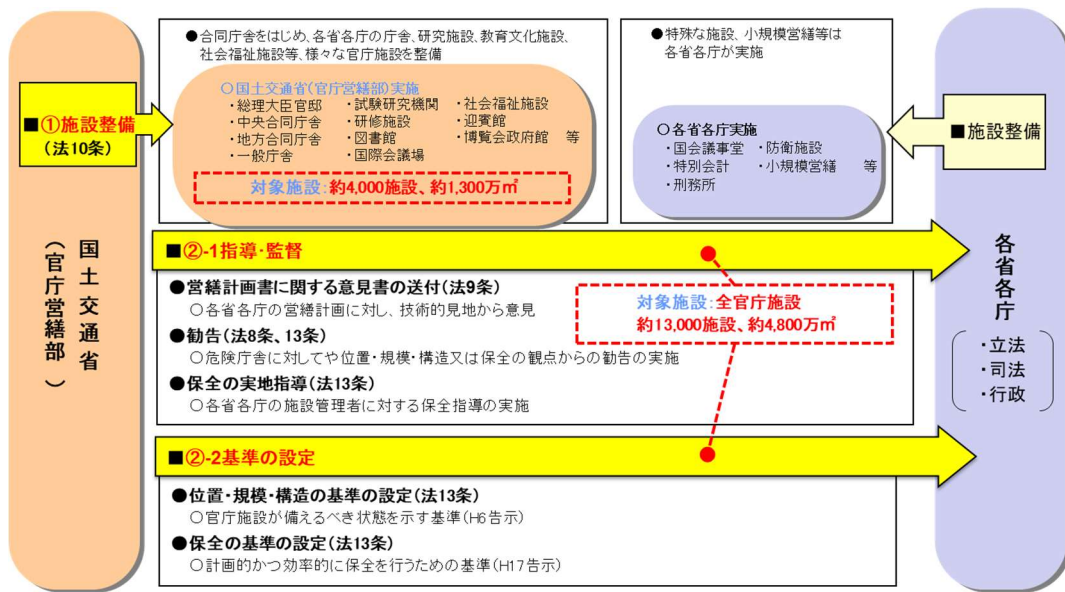 ●合同庁舎をはじめ、各省各庁の庁舎、研究施設、教育文化施設、
社会福祉施設等、様々な官庁施設を整備
●特殊な施設、小規模営繕等は
各省各庁が実施
■①施設整備
(法10条)
○国土交通省(官庁営繕部)実施
・総理大臣官邸 ・試験研究機関 ・社会福祉施設
・中央合同庁舎 ・研修施設 ・迎賓館
・地方合同庁舎 ・図書館 ・博覧会政府館 等
・一般庁舎 ・国際会議場
対象施設:約4,000施設、約1,300万㎡
○各省各庁実施
・国会議事堂 ・防衛施設
・特別会計 ・小規模営繕 等
・刑務所
■施設整備
国土交通省
(官庁営繕部)
■②-1指導・監督
●営繕計画書に関する意見書の送付(法9条)
○各省各庁の営繕計画に対し、技術的見地から意見
●勧告(法8条、13条)
○危険庁舎に対してや位置・規模・構造又は保全の観点からの勧告の実施
●保全の実地指導(法13条)
○各省各庁の施設管理者に対する保全指導の実施
対象施設:全官庁施設
約13,000施設、約4,800万㎡
各省各庁
・立法
・司法
・行政
■②-2基準の設定
●位置・規模・構造の基準の設定(法13条)
○官庁施設が備えるべき状態を示す基準(H6告示)
●保全の基準の設定(法13条)
○計画的かつ効率的に保全を行うための基準(H17告示)